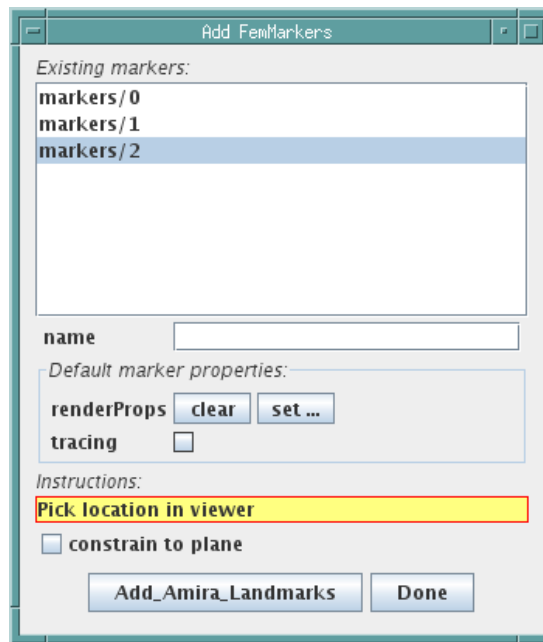 Add FemMarkers
Existing markers:
markers/0
markers/1
markers/2
name
Default marker properties:
renderProps clear set ...
tracing
Instructions:
Pick location in viewer
constrain to plane
Add_Amira_Landmarks Done